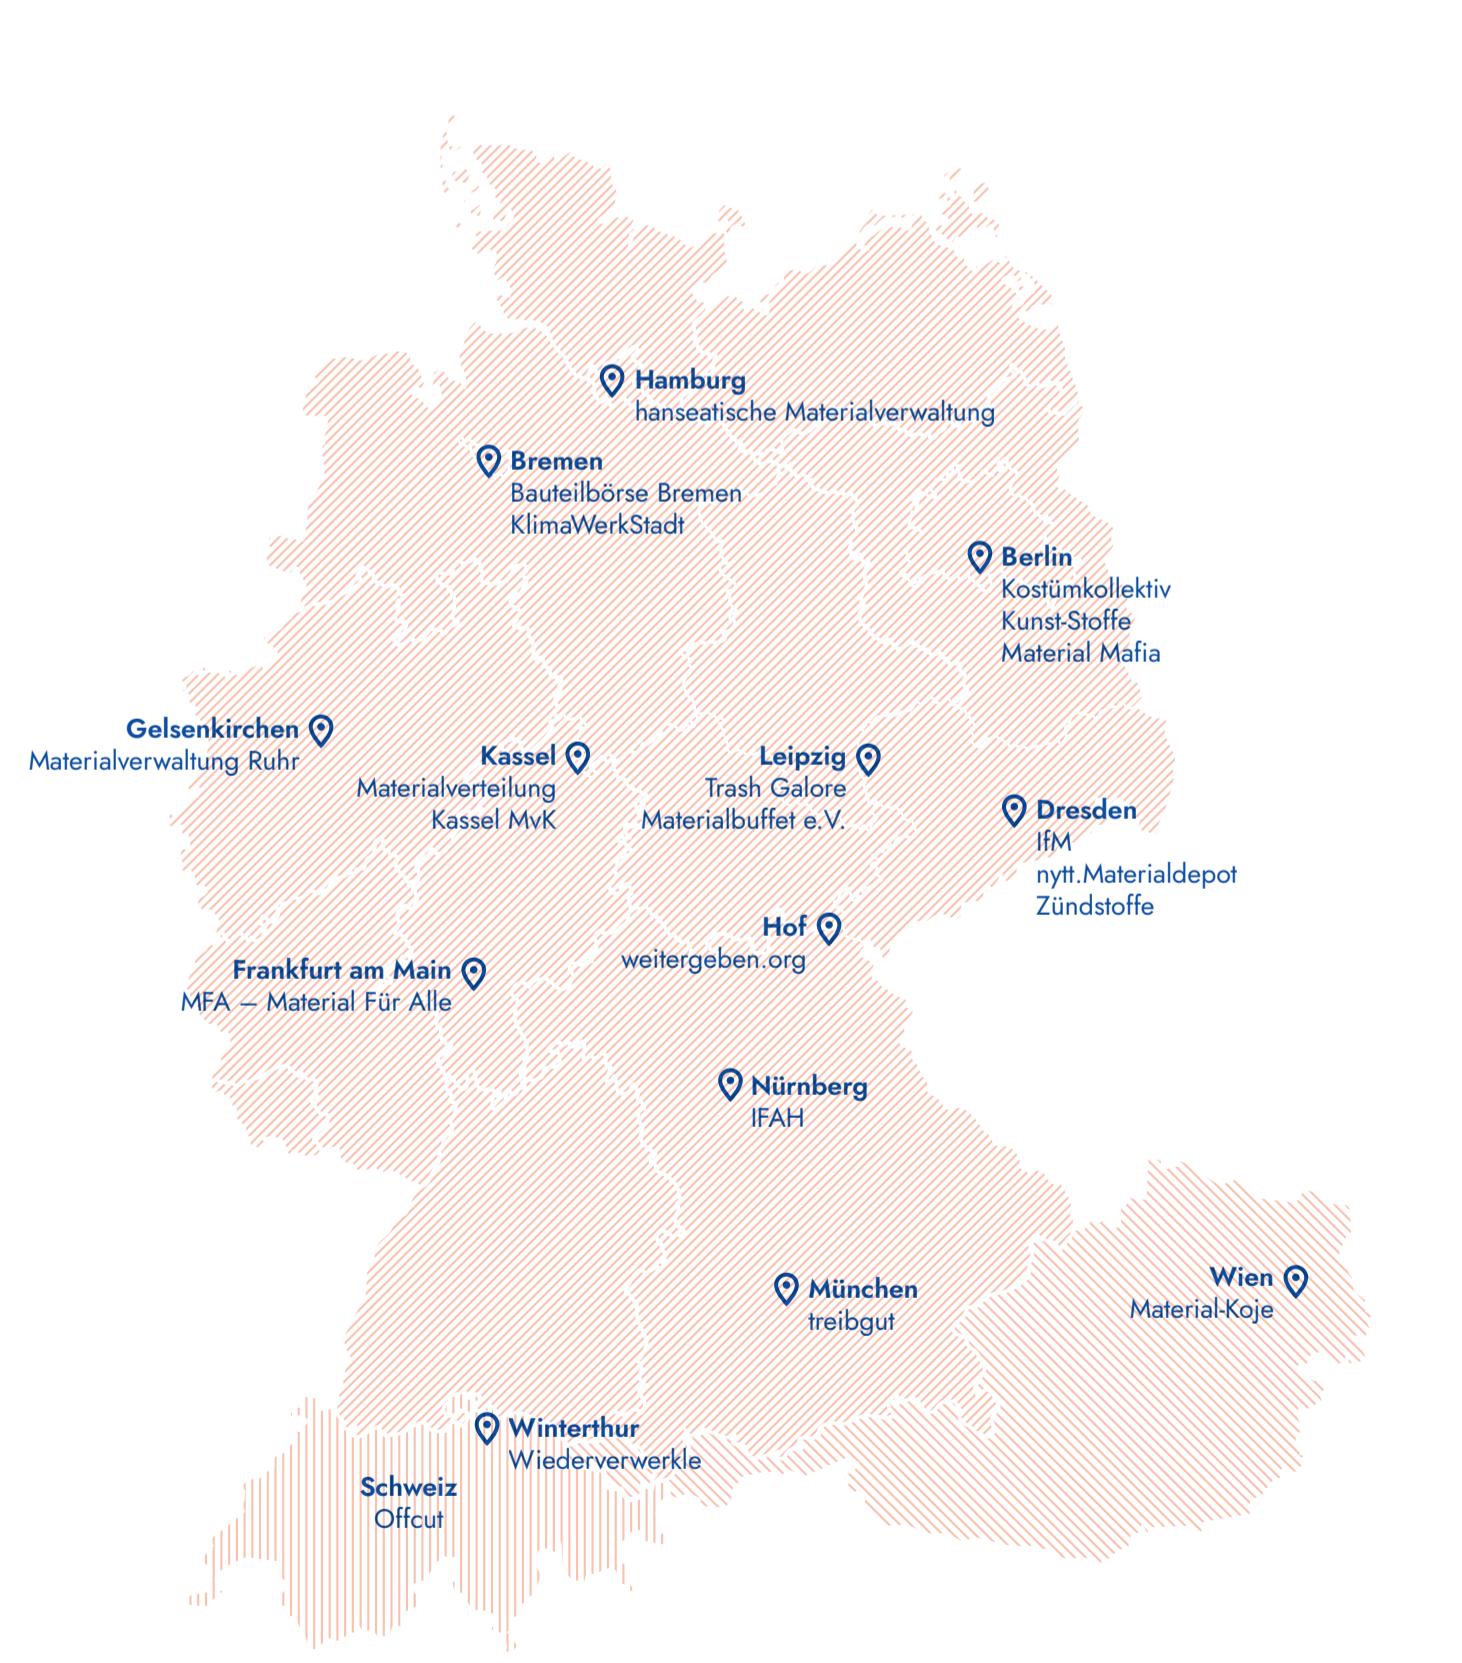 Hamburg
hanseatische Materialverwaltung
Bremen
Bauteilbörse Bremen
KlimaWerkStadt
Berlin
Kostümkollektiv
Kunst-Stoffe
Material Mafia
Gelsenkirchen
Materialverwaltung Ruhr
Kassel
Materialverteilung
Kassel MvK
Leipzig
Trash Galore
Materialbuffet e.V.
Dresden
IfM
nytt.Materialdepot
Zündstoffe
Hof
weitergeben.org
Frankfurt am Main
MFA – Material Für Alle
Nürnberg
IFAH
München
treibgut
Wien
Material-Koje
Winterthur
Wiederverwerkle
Schweiz
Offcut